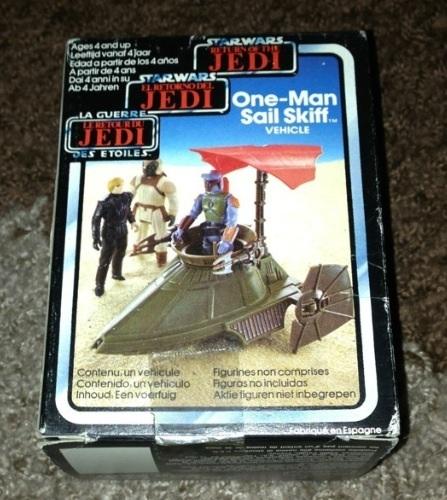 Ages 4 and up
Leeftijd vanaf 4 jaar
Edad a partir de los 4 años
A partir de 4 ans
Dai 4 anni in su
Ab 4 Jahren
STAR WARS
RETURN OF THE
JEDI
STAR WARS
EL RETORNO DEL
JEDI
LA GUERRE
LE RETOUR DU
JEDI
DES ETOILES
One-Man
Sail Skiff™
VEHICLE
Contenu: un véhicule
Contenido: un vehiculo
Inhoud: Een voertuig
Figurines non comprises
Figuras no incluidas
Aktie figuren niet inbegrepen
Fabriqué en Espagne